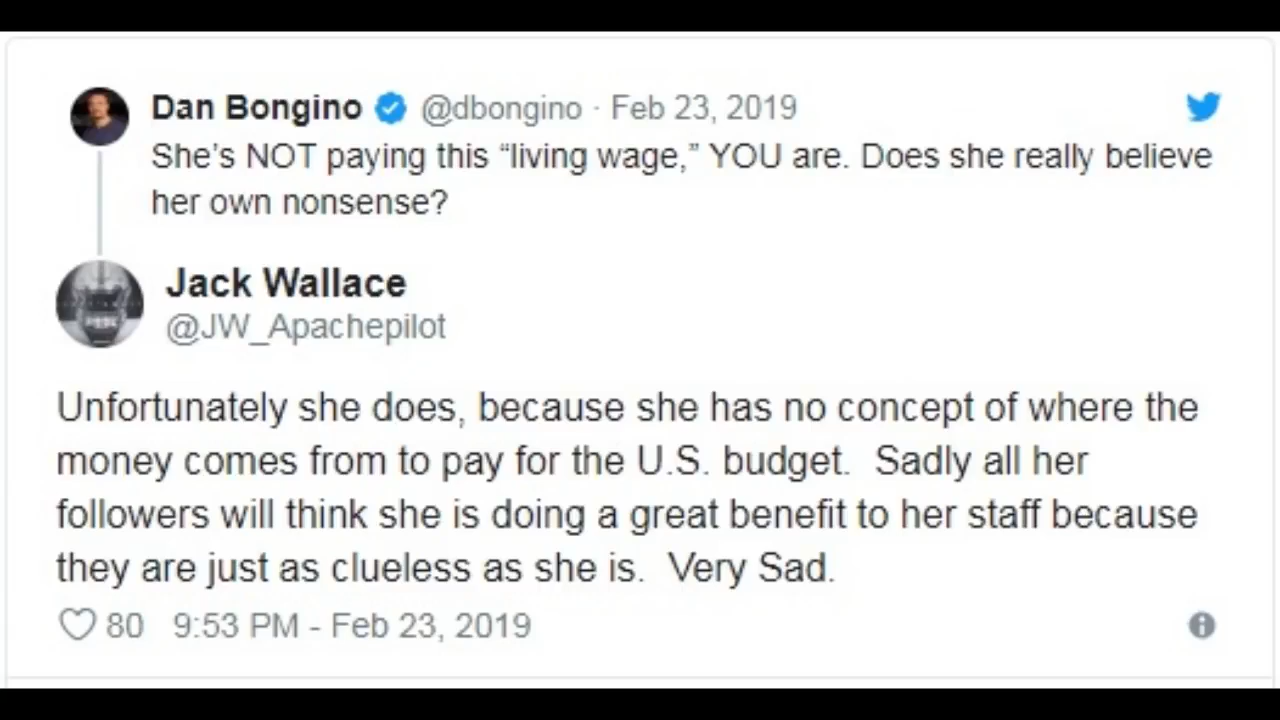 Dan Bongino @dbongino · Feb 23, 2019
She's NOT paying this “living wage,” YOU are. Does she really believe
her own nonsense?
Jack Wallace
@JW_Apachepilot
Unfortunately she does, because she has no concept of where the
money comes from to pay for the U.S. budget.  Sadly all her
followers will think she is doing a great benefit to her staff because
they are just as clueless as she is.  Very Sad.
80 9:53 PM - Feb 23, 2019